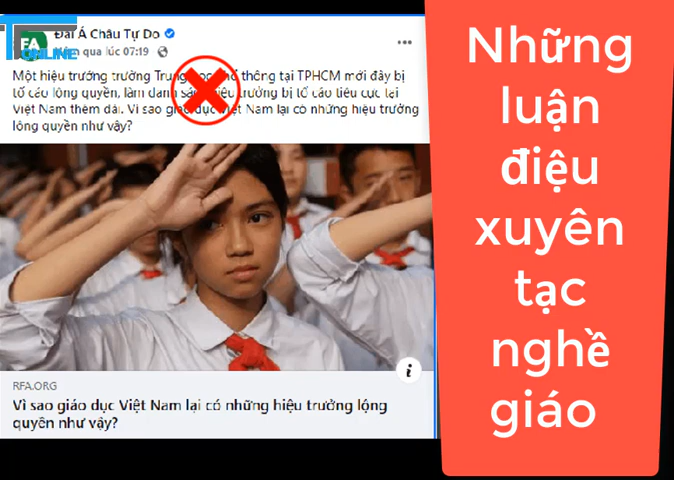 Đài Á Châu Tự Do
T
ONLINE
FA
Hôm qua lúc 07:19
Một hiệu trưởng trường Trung học phổ thông tại TPHCM mới đây bị
tố cáo lộng quyền, làm danh sách hiệu trưởng bị tố cáo tiêu cực tại
Việt Nam thêm dài. Vì sao giáo dục Việt Nam lại có những hiệu trưởng
lộng quyền như vậy?
RFA.ORG
Vì sao giáo dục Việt Nam lại có những hiệu trưởng lộng
quyền như vậy?
Những
luận
điệu
xuyên
tạc
nghề
giáo